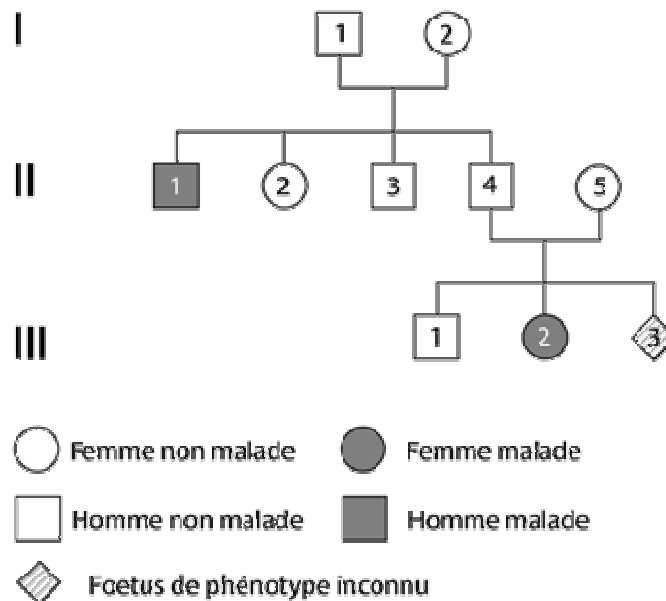 I
1 2
II
1 2 3 4 5
III
1 2 3
Femme non malade Femme malade
Homme non malade Homme malade
Foetus de phénotype inconnu